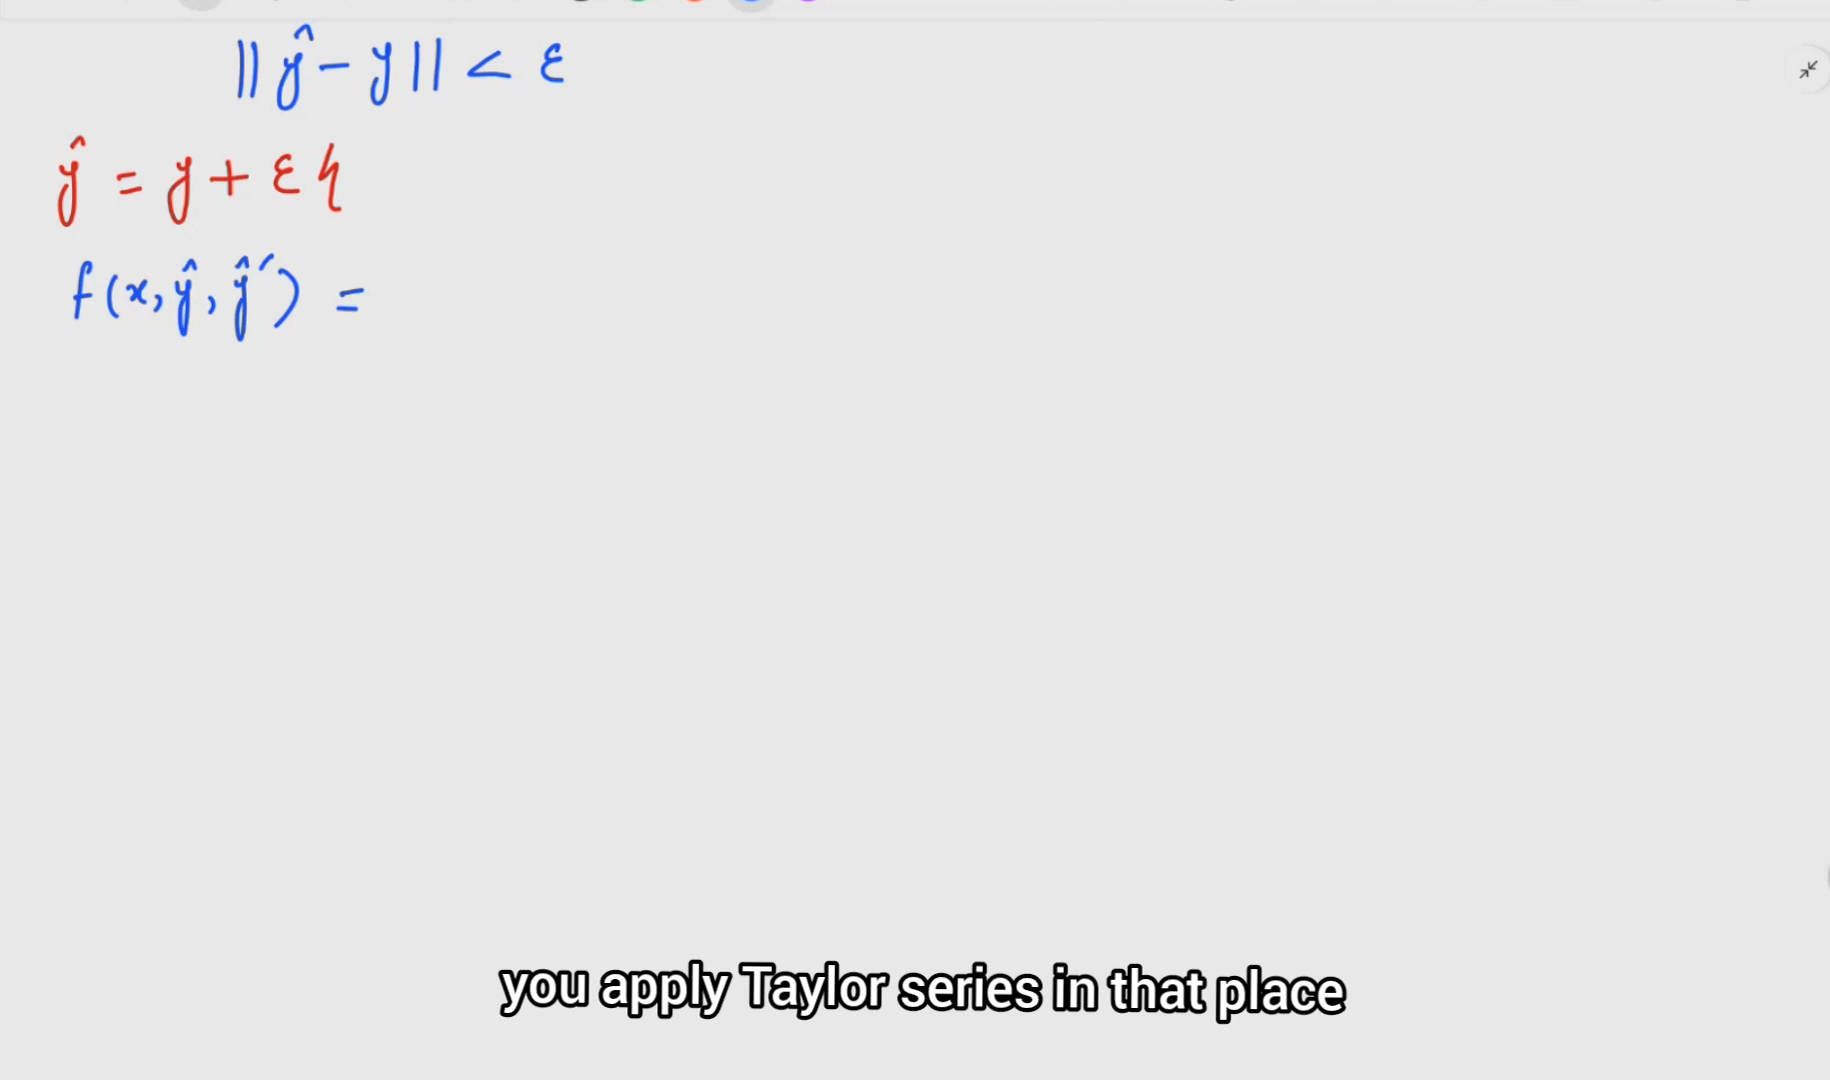 ||ŷ - y|| < ε
ŷ = y + εη
f(x, ŷ, ŷ′) =
you apply Taylor series in that place